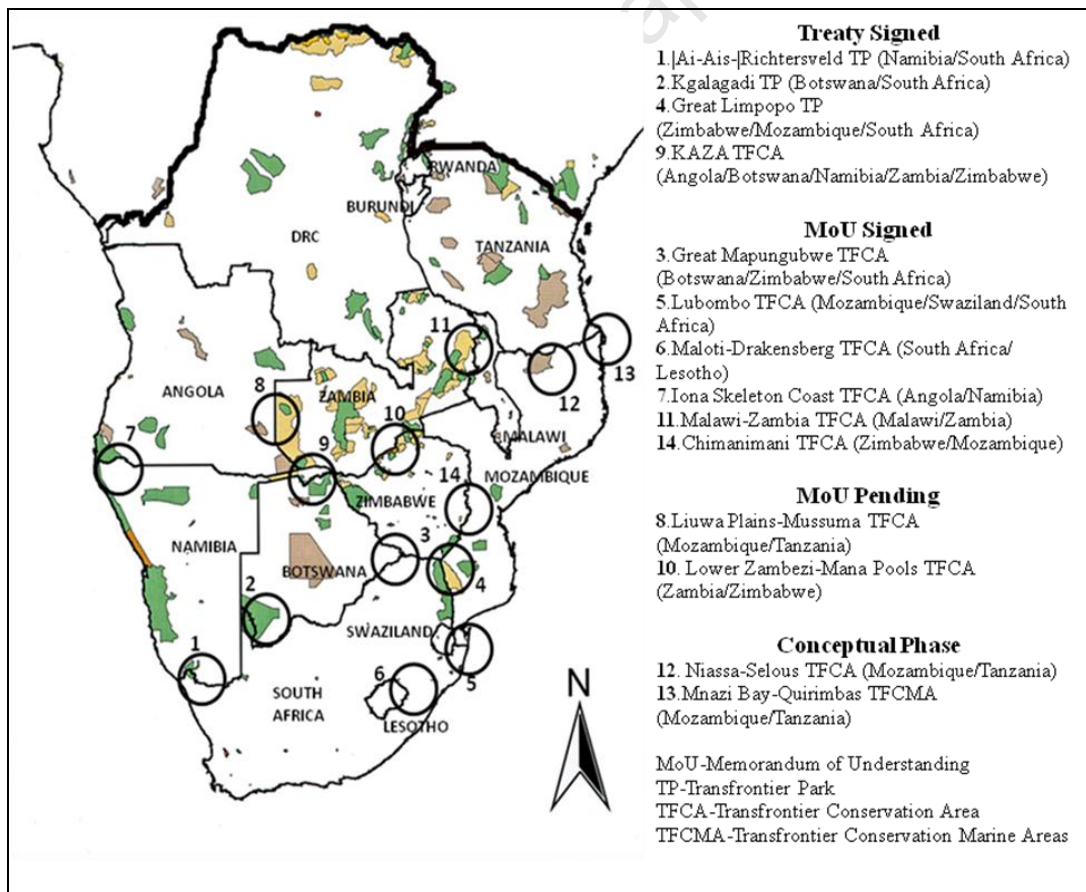 Treaty Signed
1.|Ai-Ais-|Richtersveld TP (Namibia/South Africa)
2.Kgalagadi TP (Botswana/South Africa)
4.Great Limpopo TP
(Zimbabwe/Mozambique/South Africa)
9.KAZA TFCA
(Angola/Botswana/Namibia/Zambia/Zimbabwe)
MoU Signed
3.Great Mapungubwe TFCA
(Botswana/Zimbabwe/South Africa)
5.Lubombo TFCA (Mozambique/Swaziland/South
Africa)
6.Maloti-Drakensberg TFCA (South Africa/
Lesotho)
7.Iona Skeleton Coast TFCA (Angola/Namibia)
11.Malawi-Zambia TFCA (Malawi/Zambia)
14.Chimanimani TFCA (Zimbabwe/Mozambique)
MoU Pending
8.Liuwa Plains-Mussuma TFCA
(Mozambique/Tanzania)
10. Lower Zambezi-Mana Pools TFCA
(Zambia/Zimbabwe)
Conceptual Phase
12. Niassa-Selous TFCA (Mozambique/Tanzania)
13.Mnazi Bay-Quirimbas TFCMA
(Mozambique/Tanzania)
MoU-Memorandum of Understanding
TP-Transfrontier Park
TFCA-Transfrontier Conservation Area
TFCMA-Transfrontier Conservation Marine Areas
RWANDA
BURUNDI
DRC
TANZANIA
11
13
12
ANGOLA
8
ZAMBIA
10
7
9
MALAWI
14
MOZAMBIQUE
ZIMBABWE
3
NAMIBIA
BOTSWANA
4
2
SWAZILAND
1
5
6
SOUTH
AFRICA
LESOTHO
N